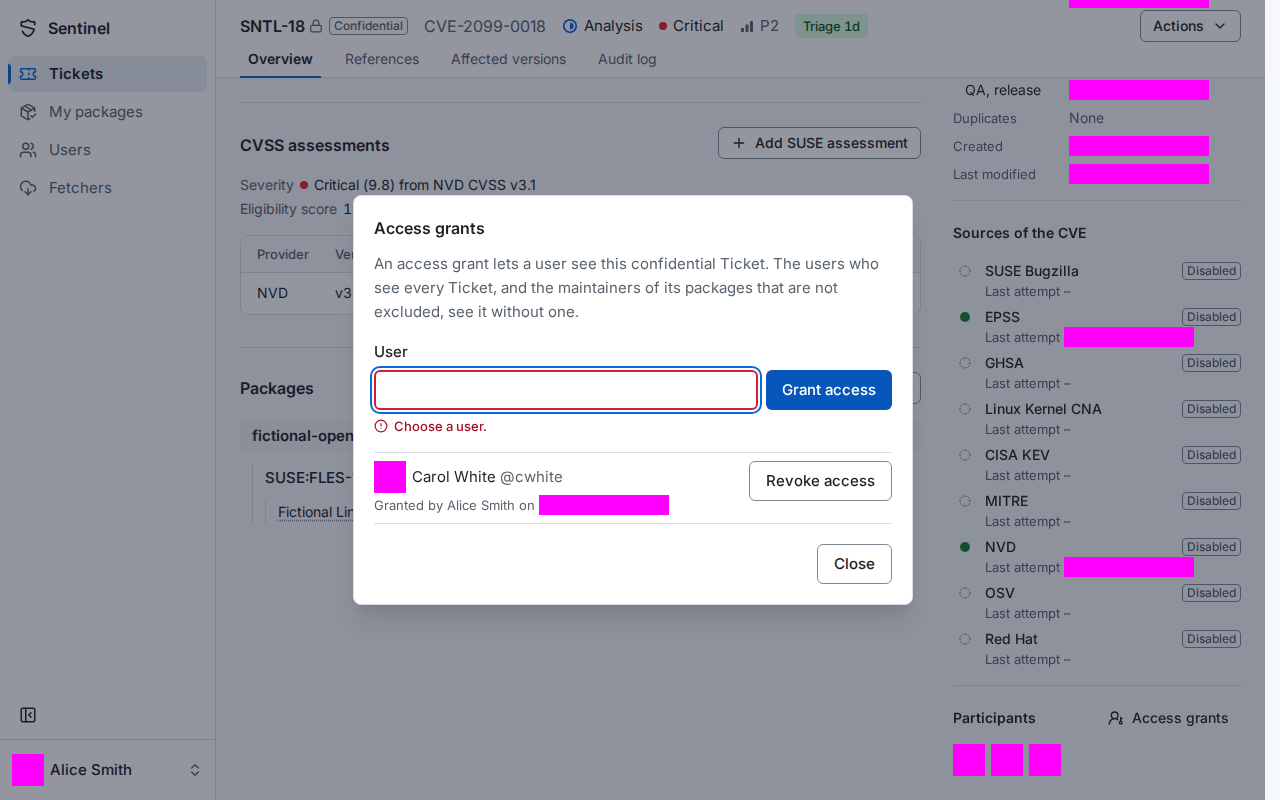 Sentinel
Tickets
My packages
Users
Fetchers
Alice Smith
SNTL-18
Confidential
CVE-2099-0018
Analysis
Critical
P2
Triage 1d
Actions
Overview
References
Affected versions
Audit log
CVSS assessments
Add SUSE assessment
Severity
Critical (9.8) from NVD CVSS v3.1
Eligibility score 1
Provider
NVD
Packages
SUSE:FLES-
Access grants
An access grant lets a user see this confidential Ticket. The users who
see every Ticket, and the maintainers of its packages that are not
excluded, see it without one.
User
Grant access
Choose a user.
Carol White @cwhite
Revoke access
Granted by Alice Smith on
Close
QA, release
Duplicates None
Created
Last modified
Sources of the CVE
SUSE Bugzilla Disabled
Last attempt –
EPSS Disabled
Last attempt
GHSA Disabled
Last attempt –
Linux Kernel CNA Disabled
Last attempt –
CISA KEV Disabled
Last attempt –
MITRE Disabled
Last attempt –
NVD Disabled
Last attempt
OSV Disabled
Last attempt –
Red Hat Disabled
Last attempt –
Participants
Access grants